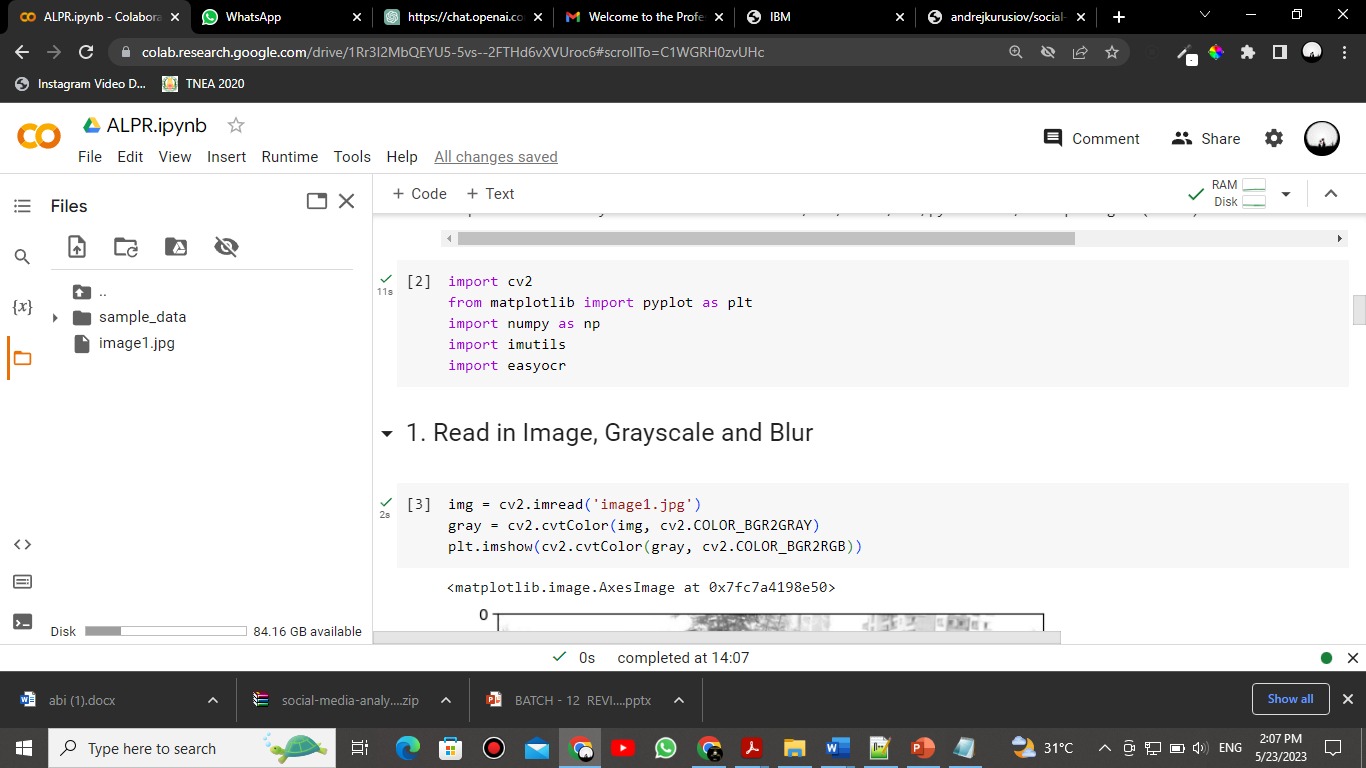 ALPR.ipynb - Colabora
WhatsApp
https://chat.openai.co
Welcome to the Profe
IBM
andrejkurusiov/social-
colab.research.google.com/drive/1Rr3I2MbQEYU5-5vs--2FTHd6vXVUroc6#scrollTo=C1WGRH0zvUHc
Instagram Video D...
TNEA 2020
ALPR.ipynb
File Edit View Insert Runtime Tools Help All changes saved
Comment
Share
Files
+ Code + Text
RAM
Disk
..
sample_data
image1.jpg
[2] import cv2
11s
from matplotlib import pyplot as plt
import numpy as np
import imutils
import easyocr
1. Read in Image, Grayscale and Blur
[3] img = cv2.imread('image1.jpg')
2s
gray = cv2.cvtColor(img, cv2.COLOR_BGR2GRAY)
plt.imshow(cv2.cvtColor(gray, cv2.COLOR_BGR2RGB))
<matplotlib.image.AxesImage at 0x7fc7a4198e50>
0
{x}
Disk 84.16 GB available
0s completed at 14:07
abi (1).docx
social-media-analy....zip
BATCH - 12 REVI....pptx
Show all
Type here to search
31°C
ENG
2:07 PM
5/23/2023